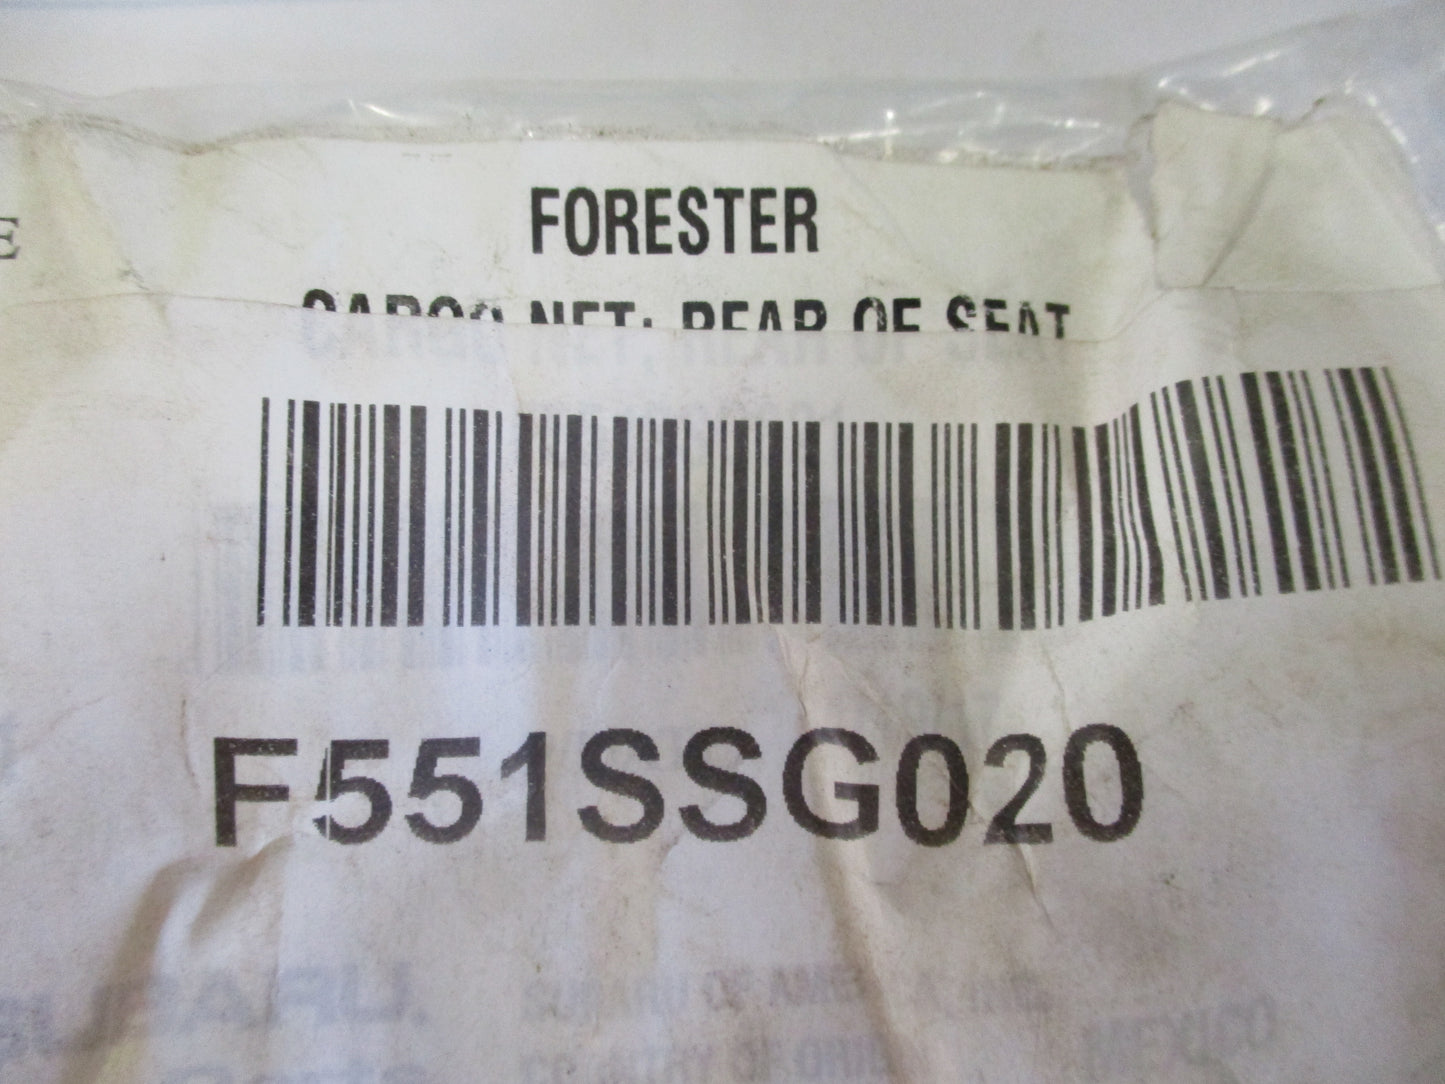 E
FORESTER
CARGO NET; REAR OF SEAT
F551SSG020